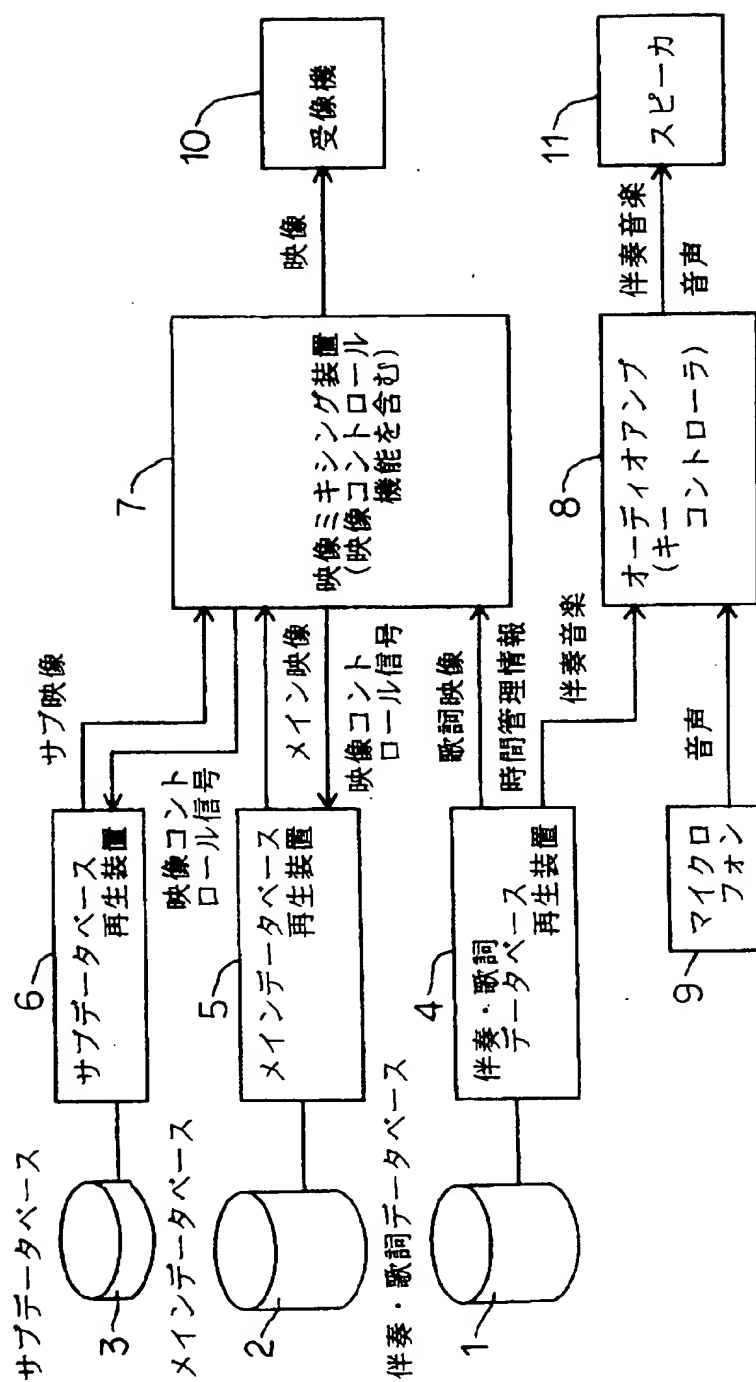 サブデータベース
3
6
サブデータベース
再生装置
サブ映像
映像コント
ロール信号
メインデータベース
2
5
メインデータベース
再生装置
メイン映像
映像コント
ロール信号
伴奏・歌詞データベース
1
4
伴奏・歌詞
データベース
再生装置
歌詞映像
時間管理情報
伴奏音楽
9
マイクロ
フォン
音声
7
映像ミキシング装置
(映像コントロール
機能を含む)
映像
10
受像機
8
オーディオアンプ
(キー
コントローラ)
伴奏音楽
音声
11
スピーカ